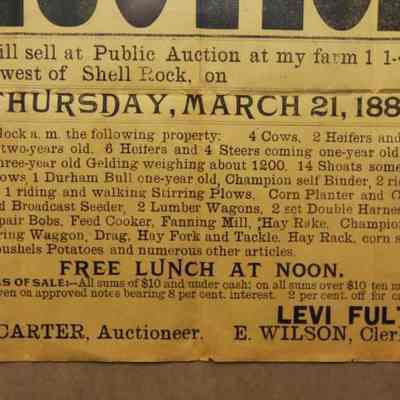 ill sell at Public Auction at my farm 1 1-
west of Shell Rock, on
THURSDAY, MARCH 21, 188
lock a. m. the following property: 4 Cows, 2 Heifers and
two-years old. 6 Heifers and 4 Steers coming one-year old
hree-year old Gelding weighing about 1200. 14 Shoats some
ows 1 Durham Bull one-year old, Champion self Binder, 2 ri
1 riding and walking Stirring Plows. Corn Planter and C
d Broadcast Seeder, 2 Lumber Wagons, 2 set Double Harne
pair Bobs, Feed Cooker, Fanning Mill, Hay Rake. Champion
ring Waggon, Drag, Hay Fork and Tackle. Hay Rack, corn s
oushels Potatoes and numerous other articles.
FREE LUNCH AT NOON.
S OF SALE:—All sums of $10 and under cash: on all sums over $10 ten m
ven on approved notes bearing 8 per cent. interest. 2 per cent. off for c
LEVI FUL
CARTER, Auctioneer. E. WILSON, Cler